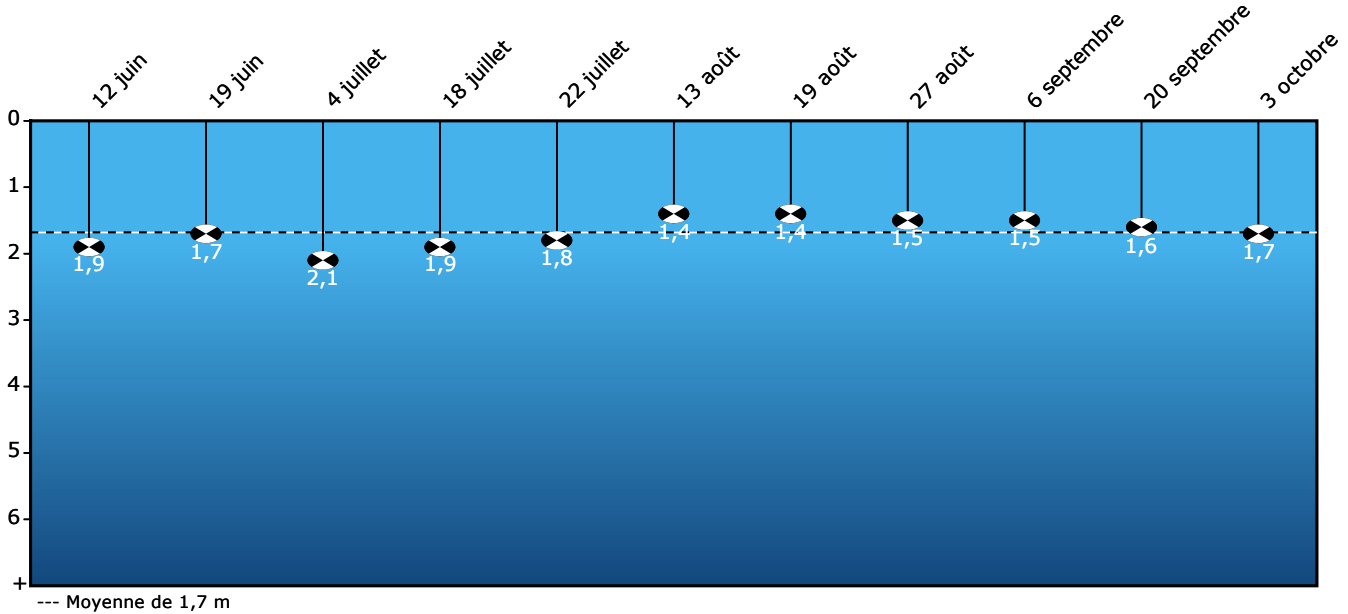 12 juin
19 juin
4 juillet
18 juillet
22 juillet
13 août
19 août
27 août
6 septembre
20 septembre
3 octobre
0
1
2
3
4
5
6
+
1,9
1,7
2,1
1,9
1,8
1,4
1,4
1,5
1,5
1,6
1,7
--- Moyenne de 1,7 m